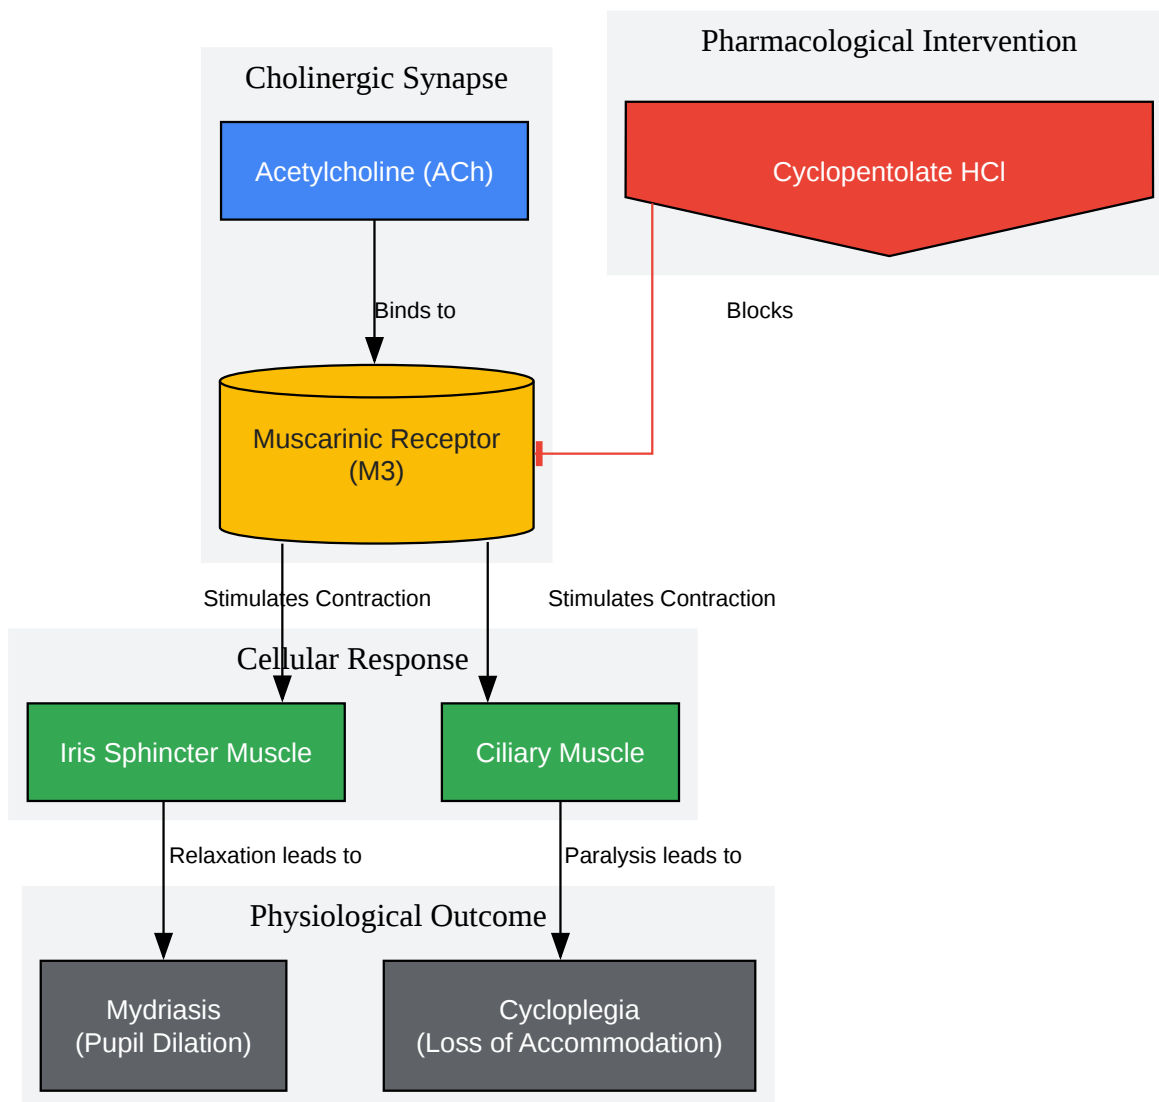 Pharmacological Intervention
Cholinergic Synapse
Acetylcholine (ACh)
Cyclopentolate HCl
Binds to
Blocks
Muscarinic Receptor
(M3)
Stimulates Contraction
Stimulates Contraction
Cellular Response
Iris Sphincter Muscle
Ciliary Muscle
Relaxation leads to
Paralysis leads to
Physiological Outcome
Mydriasis
(Pupil Dilation)
Cycloplegia
(Loss of Accommodation)